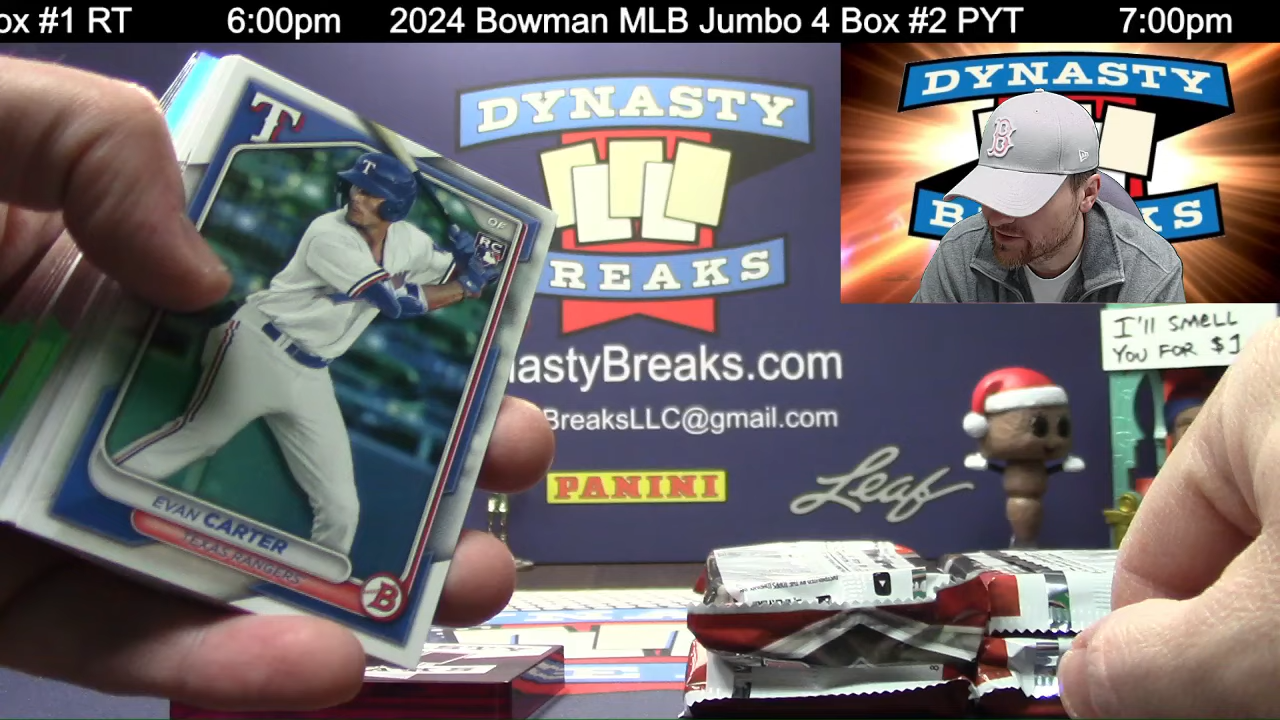 ox #1 RT 6:00pm 2024 Bowman MLB Jumbo 4 Box #2 PYT 7:00pm
T
T
OF
RC
EVAN CARTER
TEXAS RANGERS
B
DYNASTY
BREAKS
nastyBreaks.com
BreaksLLC@gmail.com
PANINI
Leaf
DYNASTY
B KS
B
I'LL SMELL
YOU FOR $1